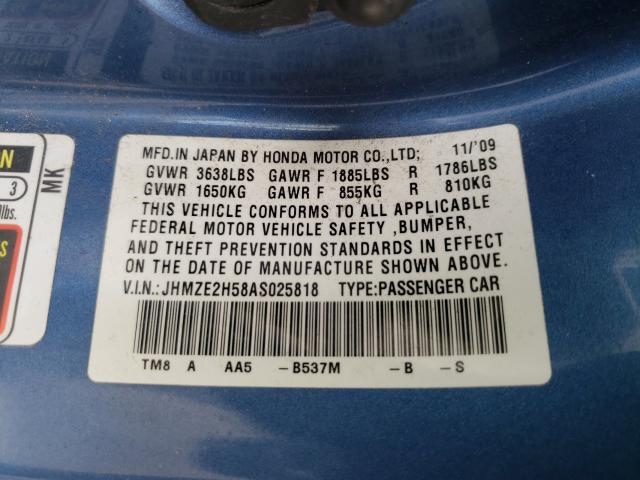 MFD.IN JAPAN BY HONDA MOTOR CO.,LTD; 11/'09
GVWR 3638LBS GAWR F 1885LBS R 1786LBS
GVWR 1650KG GAWR F 855KG R 810KG
THIS VEHICLE CONFORMS TO ALL APPLICABLE
FEDERAL MOTOR VEHICLE SAFETY ,BUMPER,
AND THEFT PREVENTION STANDARDS IN EFFECT
ON THE DATE OF MANUFACTURE SHOWN ABOVE.
V.I.N.:JHMZE2H58AS025818 TYPE:PASSENGER CAR
TM8 A AA5 –B537M –B –S
MK
3
lbs.